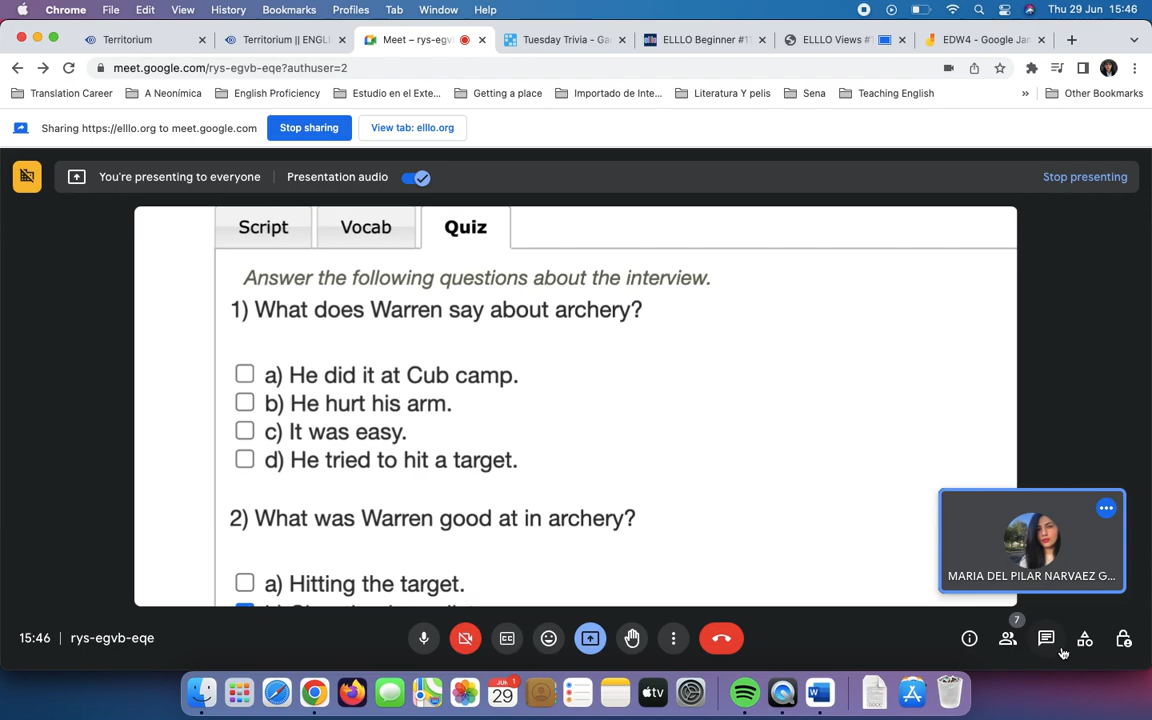 Chrome File Edit View History Bookmarks Profiles Tab Window Help Thu 29 Jun 15:46
Territorium Territorium || ENGLI Meet – rys-egv Tuesday Trivia - Ga ELLLO Beginner #1 ELLLO Views # EDW4 - Google Jar
meet.google.com/rys-egvb-eqe?authuser=2
Translation Career A Neonímica English Proficiency Estudio en el Exte... Getting a place Importado de Inte... Literatura Y pelis Sena Teaching English » Other Bookmarks
Sharing https://elllo.org to meet.google.com Stop sharing View tab: elllo.org
You're presenting to everyone Presentation audio Stop presenting
Script Vocab Quiz
Answer the following questions about the interview.
1) What does Warren say about archery?
a) He did it at Cub camp.
b) He hurt his arm.
c) It was easy.
d) He tried to hit a target.
2) What was Warren good at in archery?
a) Hitting the target.
MARIA DEL PILAR NARVAEZ G...
7
15:46 | rys-egvb-eqe
JUN 1
29